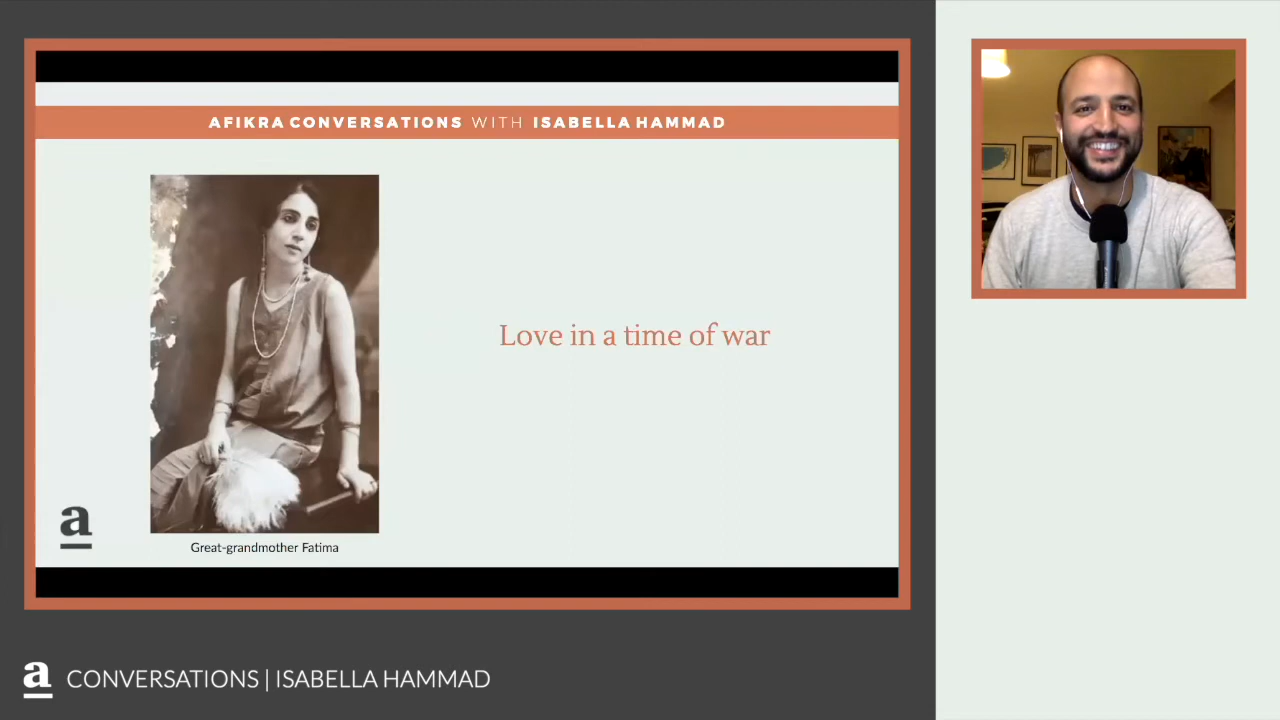 AFIKRA CONVERSATIONS WITH ISABELLA HAMMAD
Love in a time of war
a
Great-grandmother Fatima
a CONVERSATIONS | ISABELLA HAMMAD